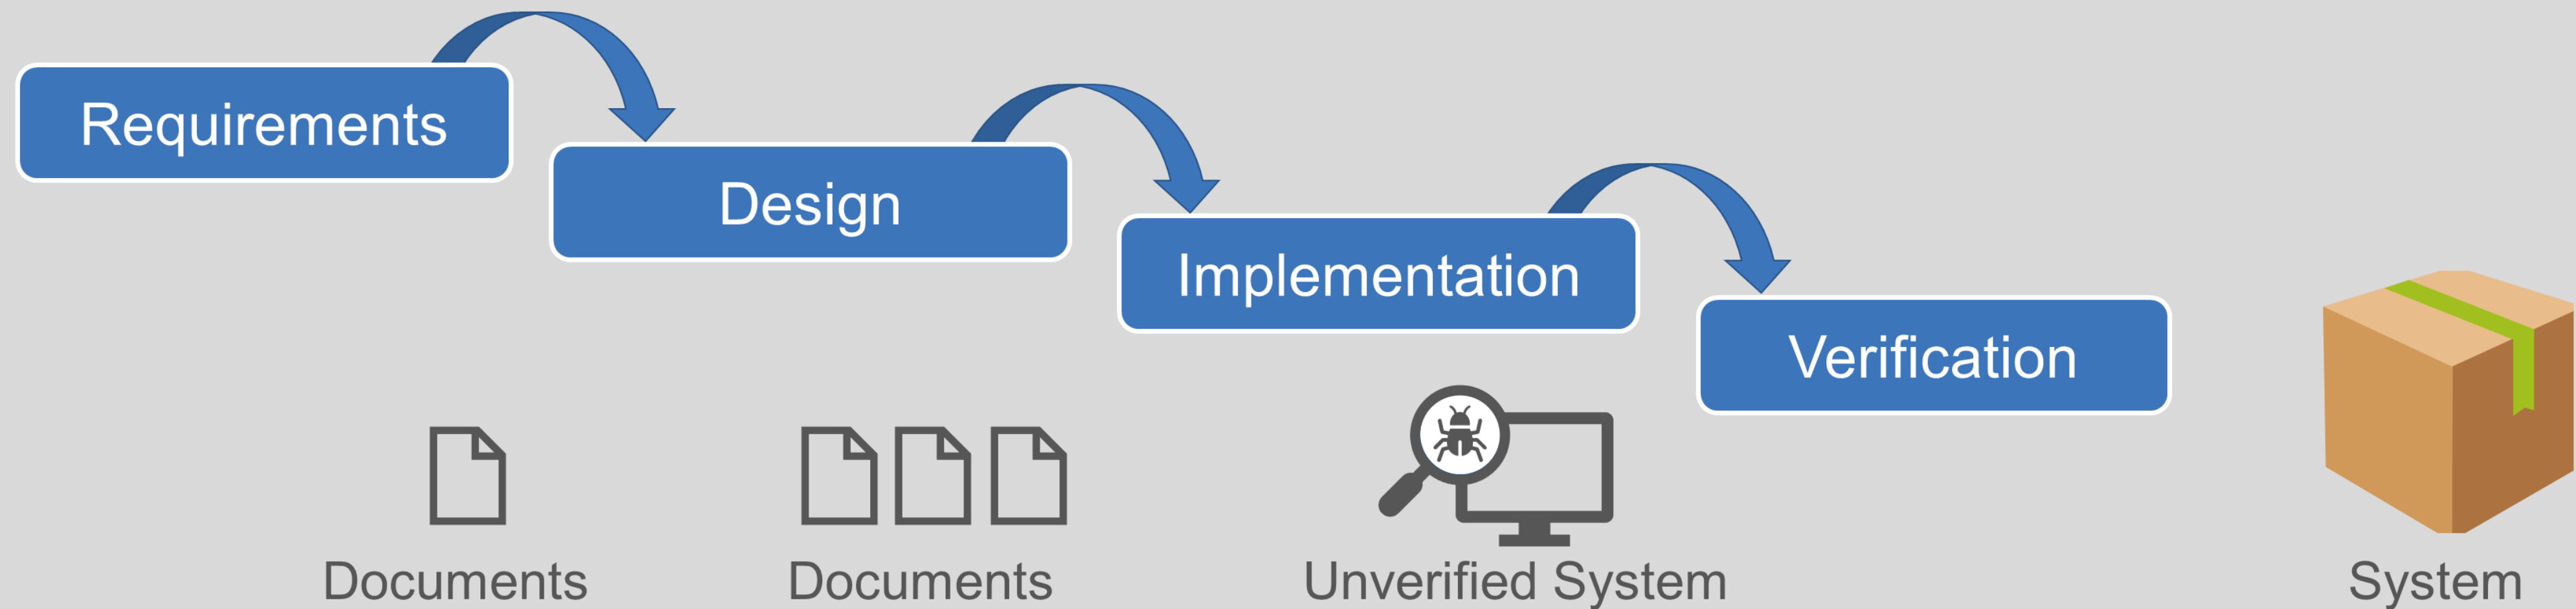 Requirements
Design
Implementation
Verification
Documents
Documents
Unverified System
System